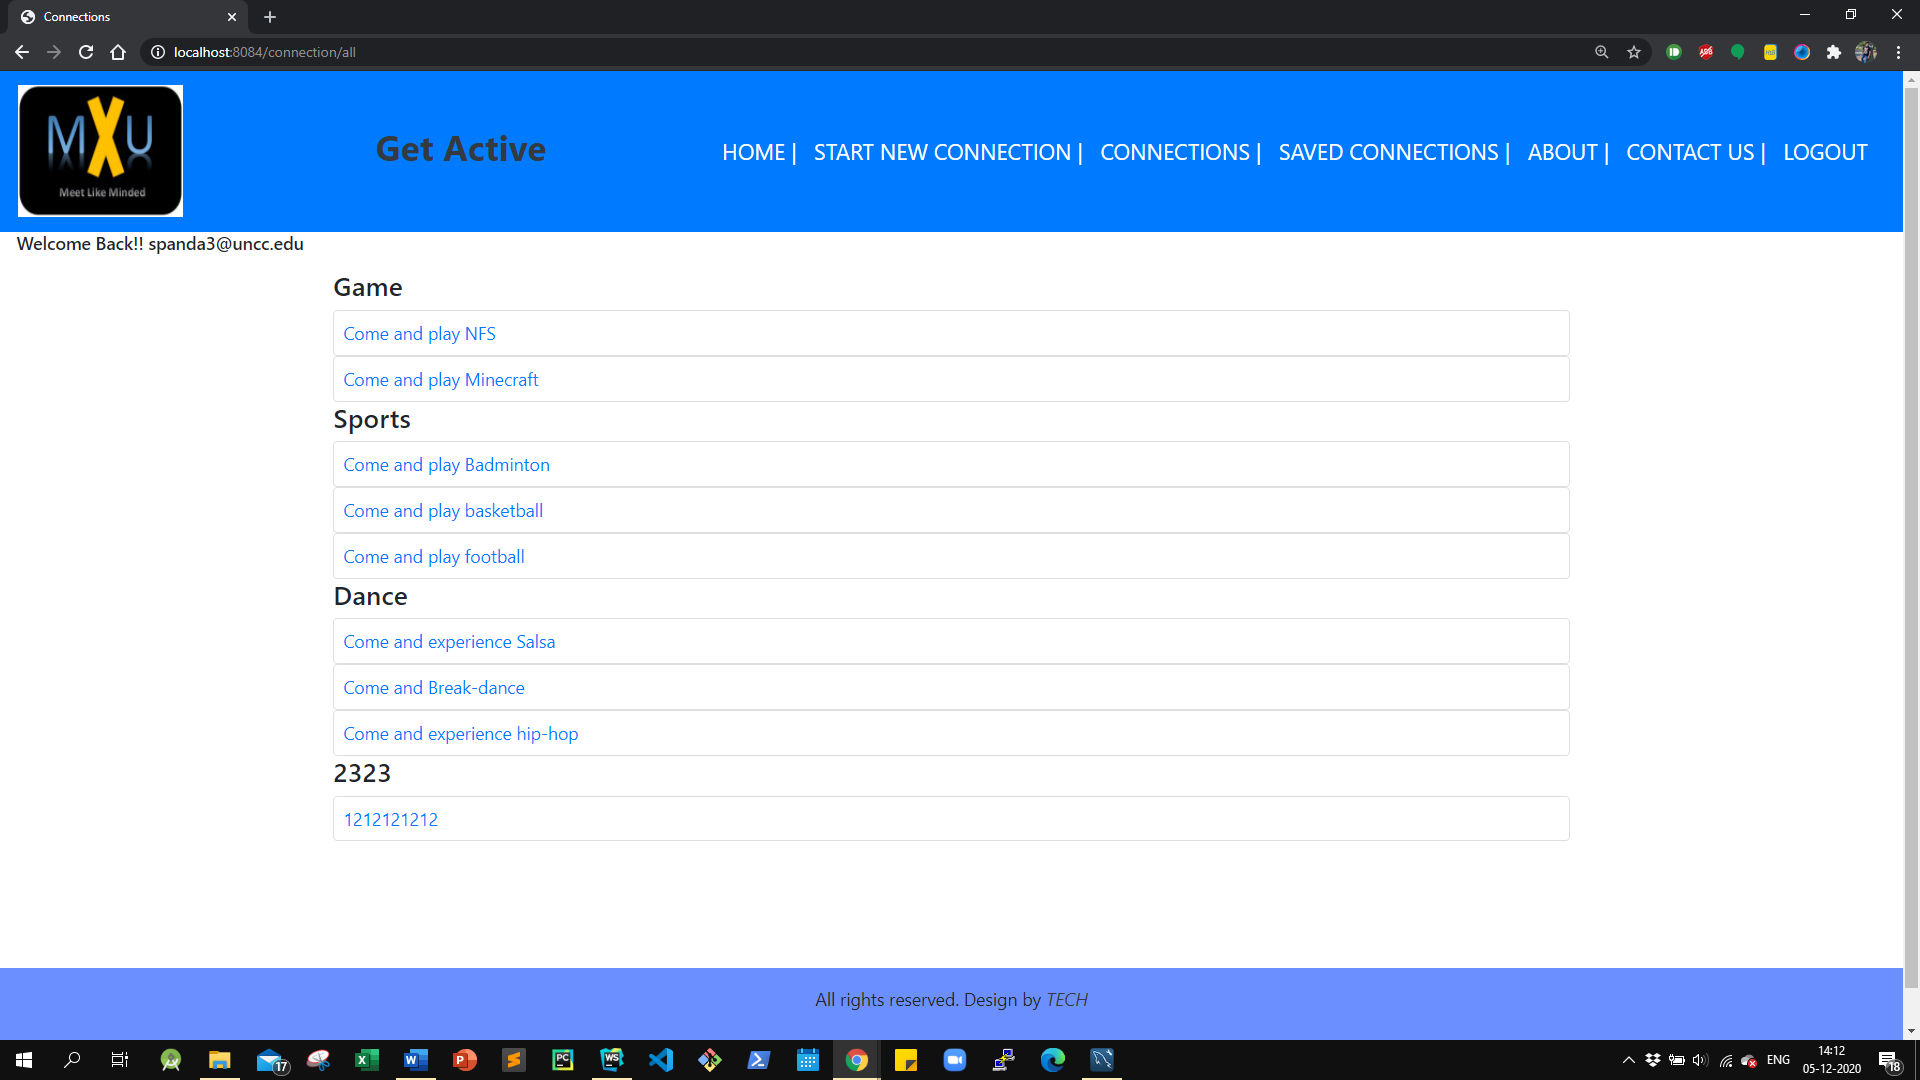 Connections
localhost:8084/connection/all
MXU
Meet Like Minded
Get Active
HOME | START NEW CONNECTION | CONNECTIONS | SAVED CONNECTIONS | ABOUT | CONTACT US | LOGOUT
Welcome Back!! spanda3@uncc.edu
Game
Come and play NFS
Come and play Minecraft
Sports
Come and play Badminton
Come and play basketball
Come and play football
Dance
Come and experience Salsa
Come and Break-dance
Come and experience hip-hop
2323
1212121212
All rights reserved. Design by TECH
17
ENG
14:12
05-12-2020
18